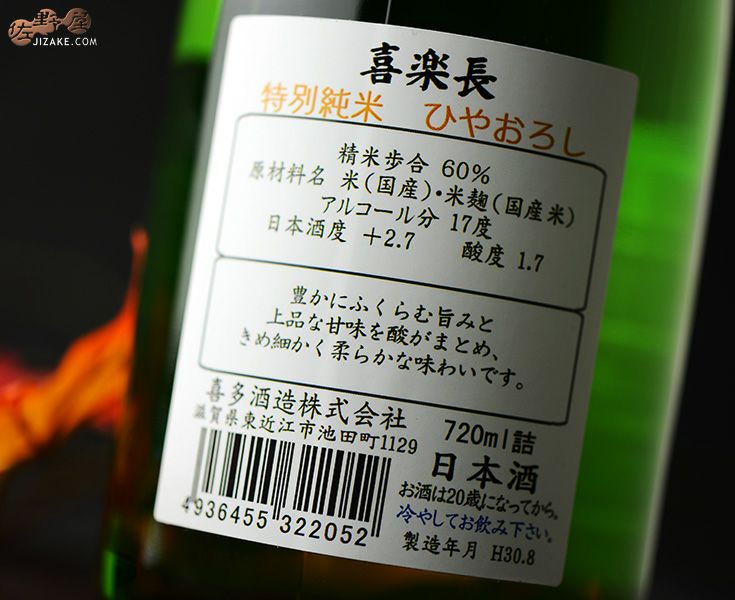 佐野屋
JIZAKE.COM
喜楽長
特別純米 ひやおろし
精米歩合 60%
原材料名 米(国産)・米麹(国産米)
アルコール分 17度
日本酒度 +2.7 酸度 1.7
豊かにふくらむ旨みと
上品な甘味を酸がまとめ、
きめ細かく柔らかな味わいです。
喜多酒造株式会社
滋賀県東近江市池田町1129
720ml詰
日本酒
お酒は20歳になってから。
冷やしてお飲み下さい。
製造年月 H30.8
4936455 322052